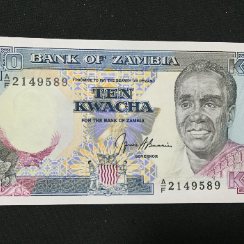 BANK OF ZAMBIA
A/F 2149589
TEN
KWACHA
FOR THE BANK OF ZAMBIA
GOVERNOR
A/F 2149589